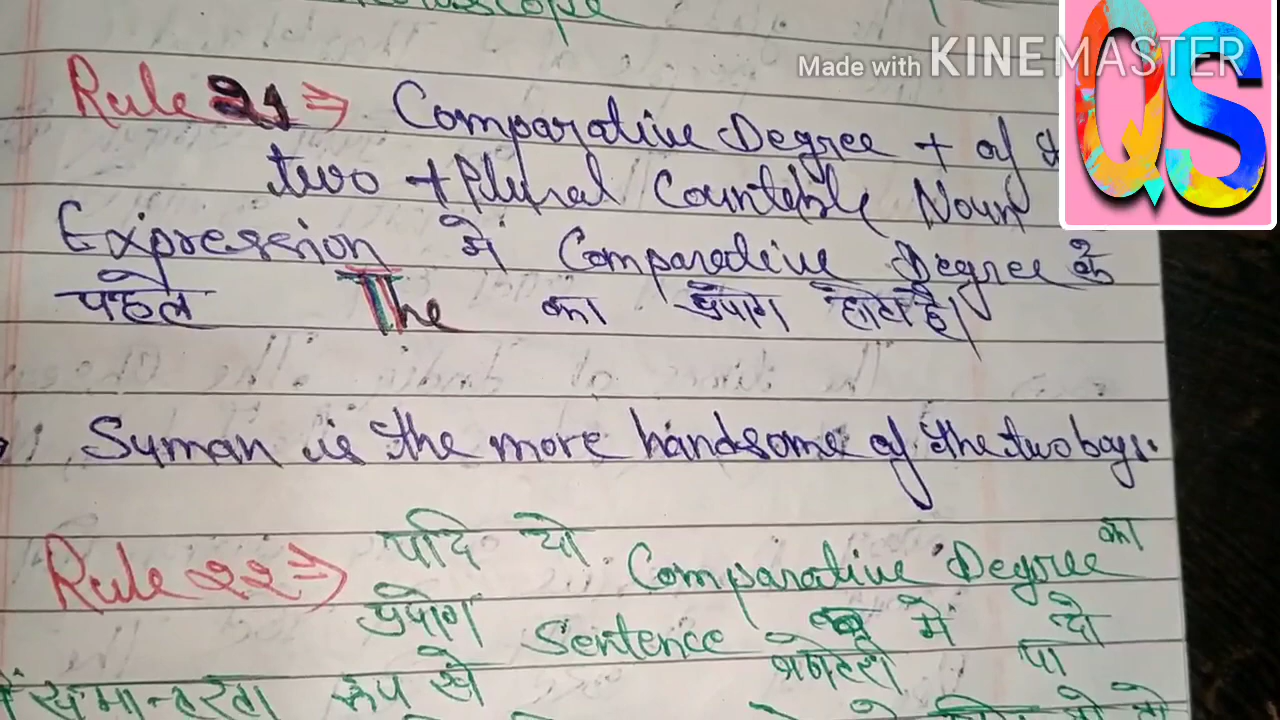 Made with KINEMASTER
QS
Rule 21 ⇒ Comparative Degree + of
two + Plural Countable Noun
Expression में Comparative Degree के
पहले The का प्रयोग होता है।
Suman is the more handsome of the two boys.
Rule 22 ⇒ यदि दो Comparative Degree का
प्रयोग Sentence में दो
समान्तरता रूप से या